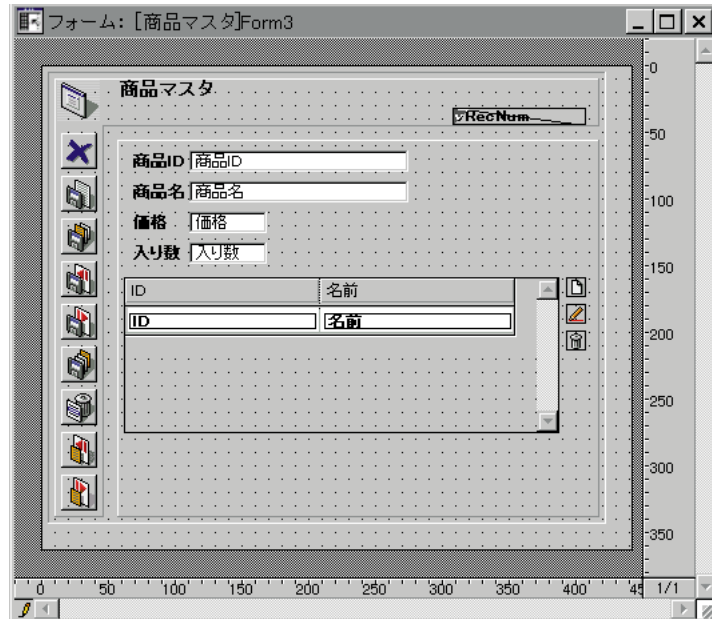 フォーム: [商品マスタ]Form3
商品マスタ
vRecNum
商品ID 商品ID
商品名 商品名
価格 価格
入り数 入り数
ID 名前
ID 名前
0
50
100
150
200
250
300
350
0 50 100 150 200 250 300 350 400 45 1/1